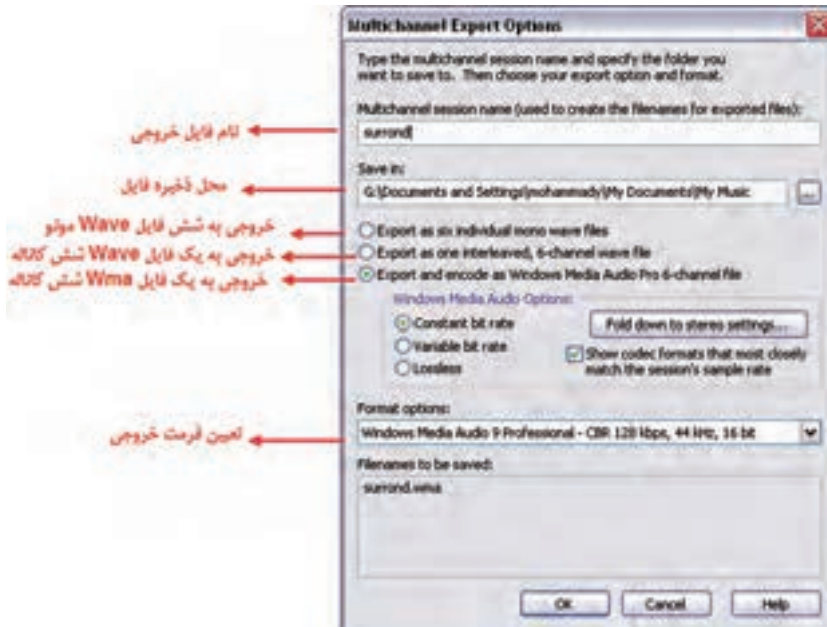 Multichannel Export Options
Type the multichannel session name and specify the folder you
want to save to. Then choose your export option and format.
Multichannel session name (used to create the filenames for exported files):
surrond
نام فایل خروجی
Save in:
G:\Documents and Settings\mohammady\My Documents\My Music
...
محل ذخیره فایل
Export as six individual mono wave files
خروجی به شش فایل Wave مونو
Export as one interleaved, 6-channel wave file
خروجی به یک فایل Wave شش کاناله
Export and encode as Windows Media Audio Pro 6-channel file
خروجی به یک فایل Wma شش کاناله
Windows Media Audio Options:
Constant bit rate
Fold down to stereo settings...
Variable bit rate
Show codec formats that most closely
match the session's sample rate
Lossless
Format options:
Windows Media Audio 9 Professional - CBR 128 kbps, 44 kHz, 16 bit
تعیین فرمت خروجی
Filenames to be saved:
surrond.wma
OK
Cancel
Help